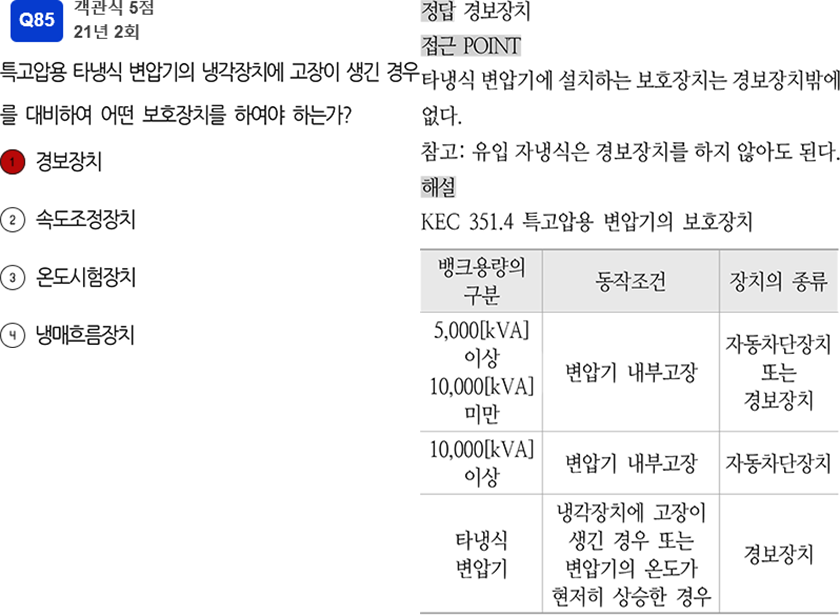 Q85
객관식 5점
21년 2회
특고압용 타냉식 변압기의 냉각장치에 고장이 생긴 경우
를 대비하여 어떤 보호장치를 하여야 하는가?
1 경보장치
2 속도조정장치
3 온도시험장치
4 냉매흐름장치
정답 경보장치
접근 POINT
타냉식 변압기에 설치하는 보호장치는 경보장치밖에
없다.
참고: 유입 자냉식은 경보장치를 하지 않아도 된다.
해설
KEC 351.4 특고압용 변압기의 보호장치
뱅크용량의
구분
동작조건
장치의 종류
5,000[kVA]
이상
10,000[kVA]
미만
변압기 내부고장
자동차단장치
또는
경보장치
10,000[kVA]
이상
변압기 내부고장
자동차단장치
타냉식
변압기
냉각장치에 고장이
생긴 경우 또는
변압기의 온도가
현저히 상승한 경우
경보장치